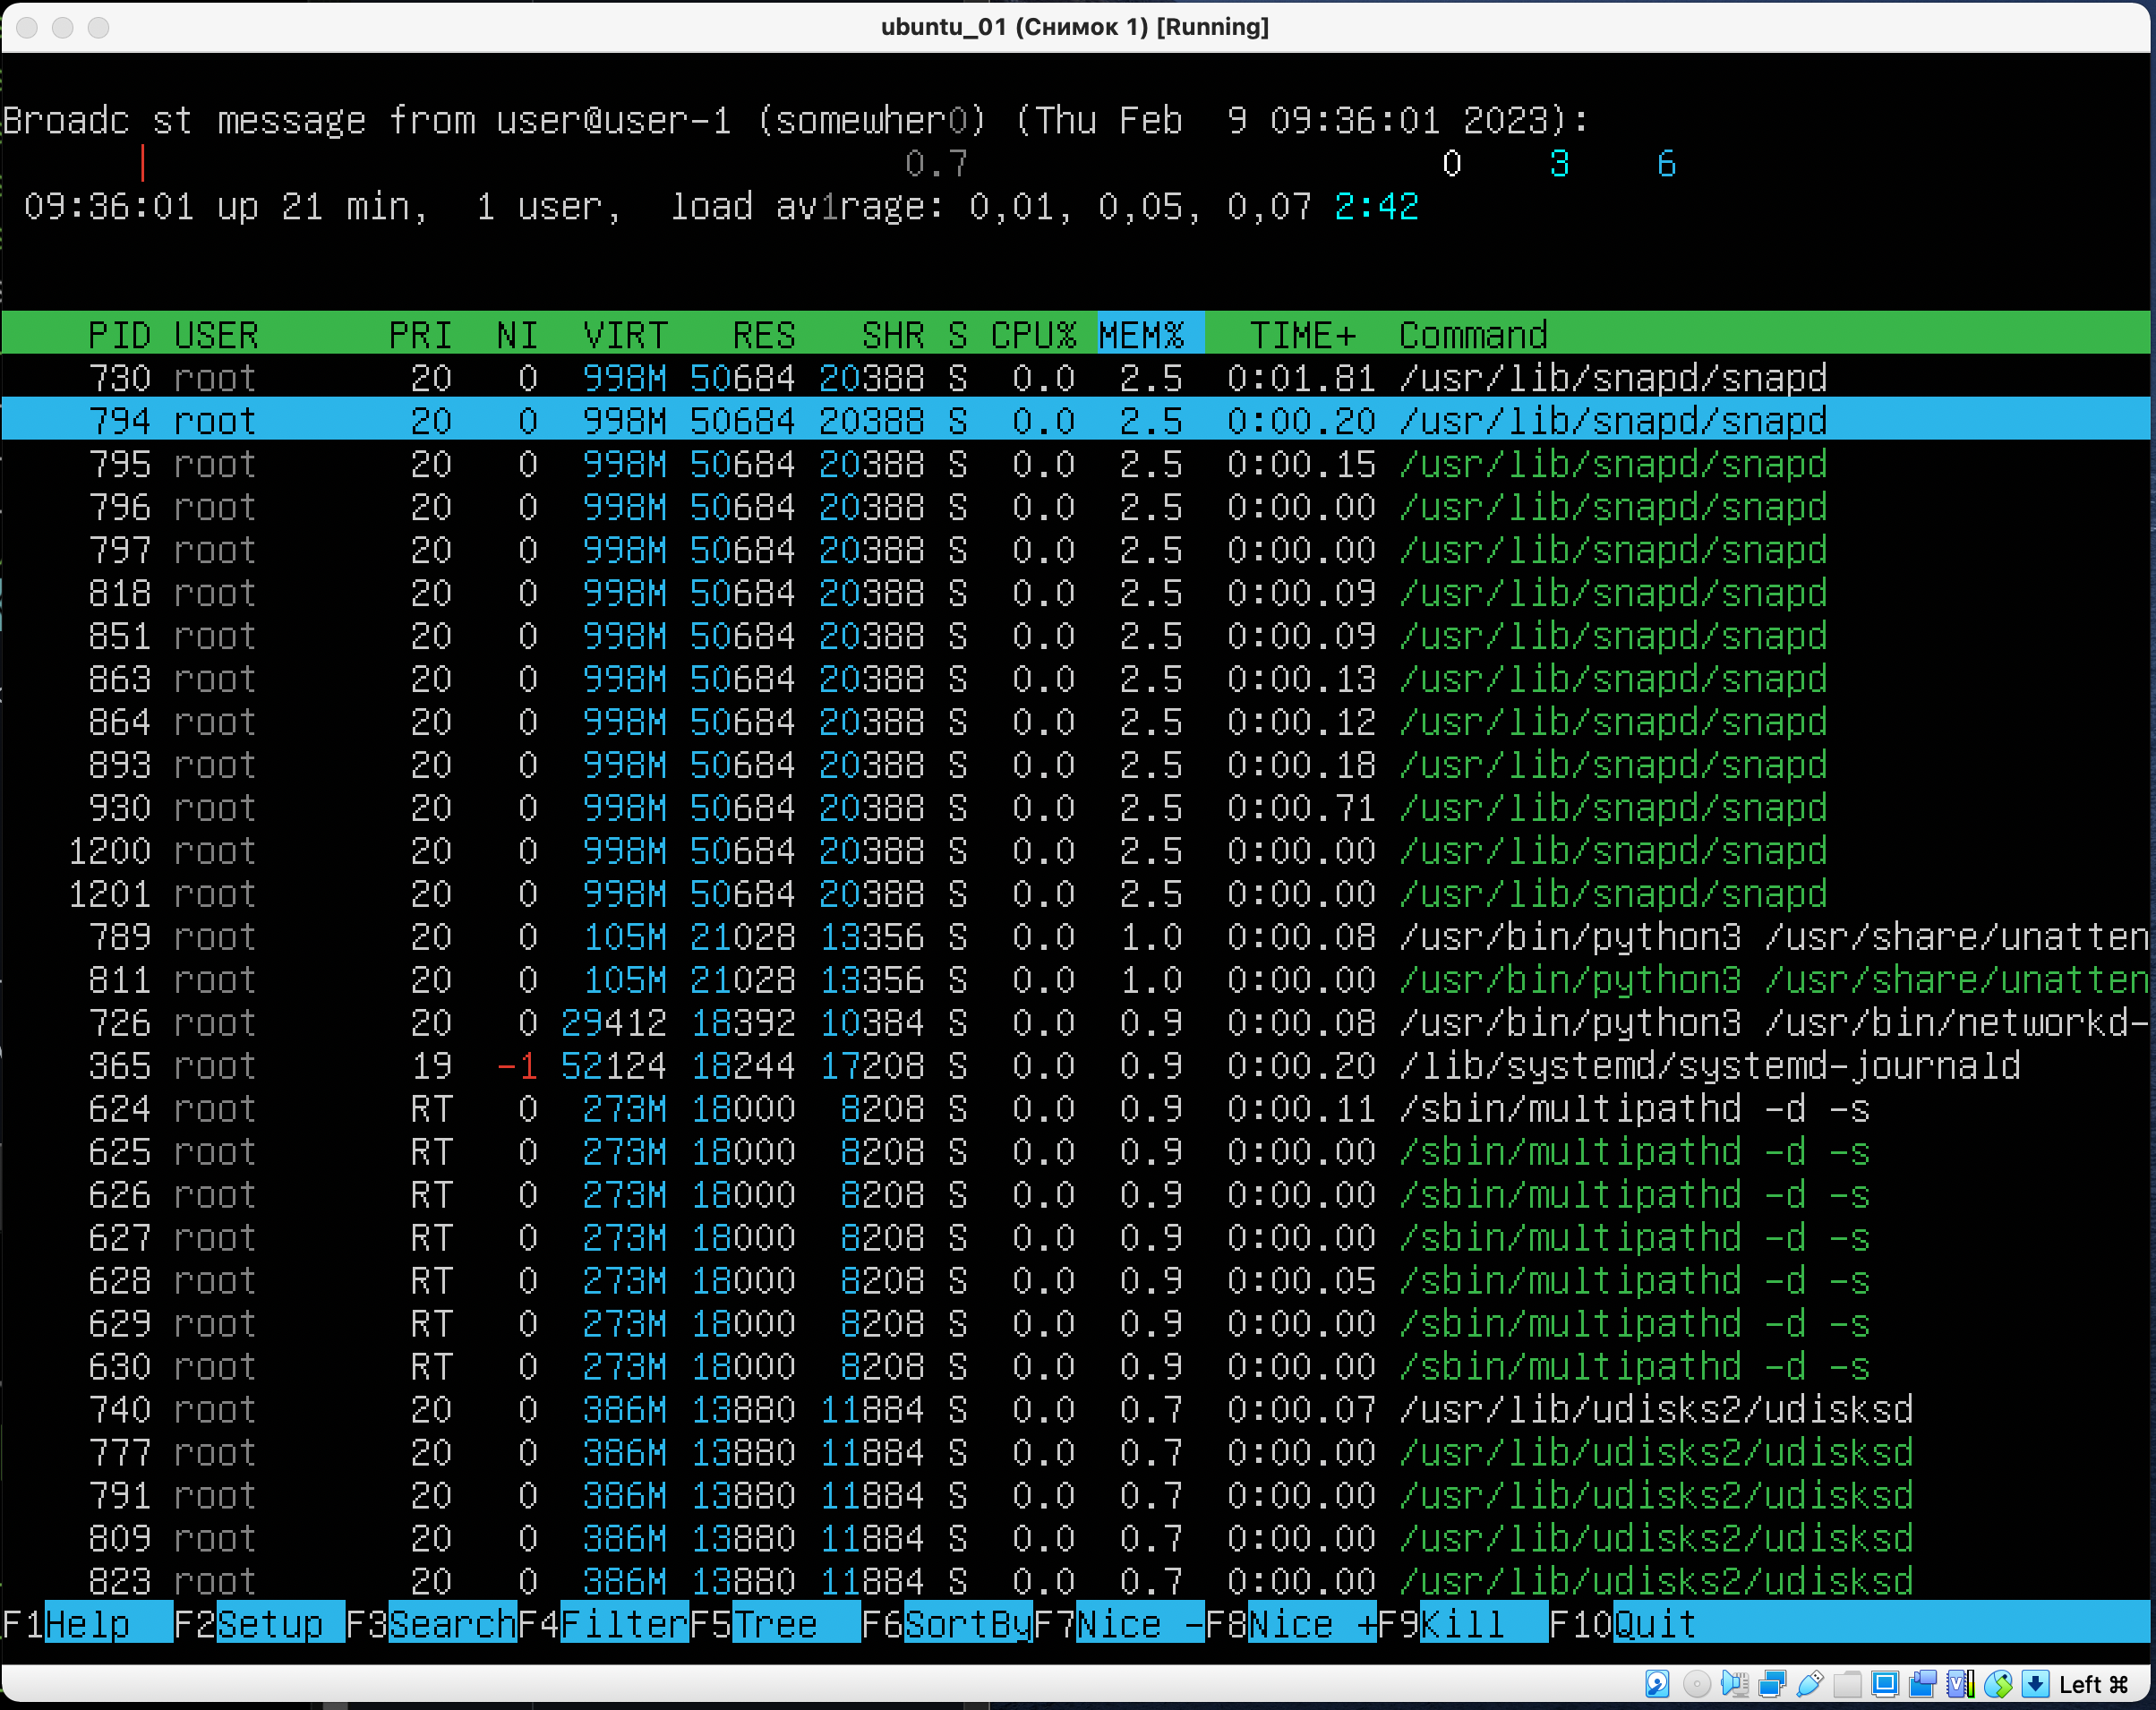 ubuntu_01 (Снимок 1) [Running]
Broadc st message from user@user-1 (somewher0) (Thu Feb  9 09:36:01 2023):
0.7 0 3 6
09:36:01 up 21 min,  1 user,  load av1rage: 0,01, 0,05, 0,07 2:42
PID USER PRI NI VIRT RES SHR S CPU% MEM% TIME+ Command
730 root 20 0 998M 50684 20388 S 0.0 2.5 0:01.81 /usr/lib/snapd/snapd
794 root 20 0 998M 50684 20388 S 0.0 2.5 0:00.20 /usr/lib/snapd/snapd
795 root 20 0 998M 50684 20388 S 0.0 2.5 0:00.15 /usr/lib/snapd/snapd
796 root 20 0 998M 50684 20388 S 0.0 2.5 0:00.00 /usr/lib/snapd/snapd
797 root 20 0 998M 50684 20388 S 0.0 2.5 0:00.00 /usr/lib/snapd/snapd
818 root 20 0 998M 50684 20388 S 0.0 2.5 0:00.09 /usr/lib/snapd/snapd
851 root 20 0 998M 50684 20388 S 0.0 2.5 0:00.09 /usr/lib/snapd/snapd
863 root 20 0 998M 50684 20388 S 0.0 2.5 0:00.13 /usr/lib/snapd/snapd
864 root 20 0 998M 50684 20388 S 0.0 2.5 0:00.12 /usr/lib/snapd/snapd
893 root 20 0 998M 50684 20388 S 0.0 2.5 0:00.18 /usr/lib/snapd/snapd
930 root 20 0 998M 50684 20388 S 0.0 2.5 0:00.71 /usr/lib/snapd/snapd
1200 root 20 0 998M 50684 20388 S 0.0 2.5 0:00.00 /usr/lib/snapd/snapd
1201 root 20 0 998M 50684 20388 S 0.0 2.5 0:00.00 /usr/lib/snapd/snapd
789 root 20 0 105M 21028 13356 S 0.0 1.0 0:00.08 /usr/bin/python3 /usr/share/unatten
811 root 20 0 105M 21028 13356 S 0.0 1.0 0:00.00 /usr/bin/python3 /usr/share/unatten
726 root 20 0 29412 18392 10384 S 0.0 0.9 0:00.08 /usr/bin/python3 /usr/bin/networkd-
365 root 19 -1 52124 18244 17208 S 0.0 0.9 0:00.20 /lib/systemd/systemd-journald
624 root RT 0 273M 18000 8208 S 0.0 0.9 0:00.11 /sbin/multipathd -d -s
625 root RT 0 273M 18000 8208 S 0.0 0.9 0:00.00 /sbin/multipathd -d -s
626 root RT 0 273M 18000 8208 S 0.0 0.9 0:00.00 /sbin/multipathd -d -s
627 root RT 0 273M 18000 8208 S 0.0 0.9 0:00.00 /sbin/multipathd -d -s
628 root RT 0 273M 18000 8208 S 0.0 0.9 0:00.05 /sbin/multipathd -d -s
629 root RT 0 273M 18000 8208 S 0.0 0.9 0:00.00 /sbin/multipathd -d -s
630 root RT 0 273M 18000 8208 S 0.0 0.9 0:00.00 /sbin/multipathd -d -s
740 root 20 0 386M 13880 11884 S 0.0 0.7 0:00.07 /usr/lib/udisks2/udisksd
777 root 20 0 386M 13880 11884 S 0.0 0.7 0:00.00 /usr/lib/udisks2/udisksd
791 root 20 0 386M 13880 11884 S 0.0 0.7 0:00.00 /usr/lib/udisks2/udisksd
809 root 20 0 386M 13880 11884 S 0.0 0.7 0:00.00 /usr/lib/udisks2/udisksd
823 root 20 0 386M 13880 11884 S 0.0 0.7 0:00.00 /usr/lib/udisks2/udisksd
F1Help F2Setup F3SearchF4FilterF5Tree F6SortByF7Nice -F8Nice +F9Kill F10Quit
Left ⌘